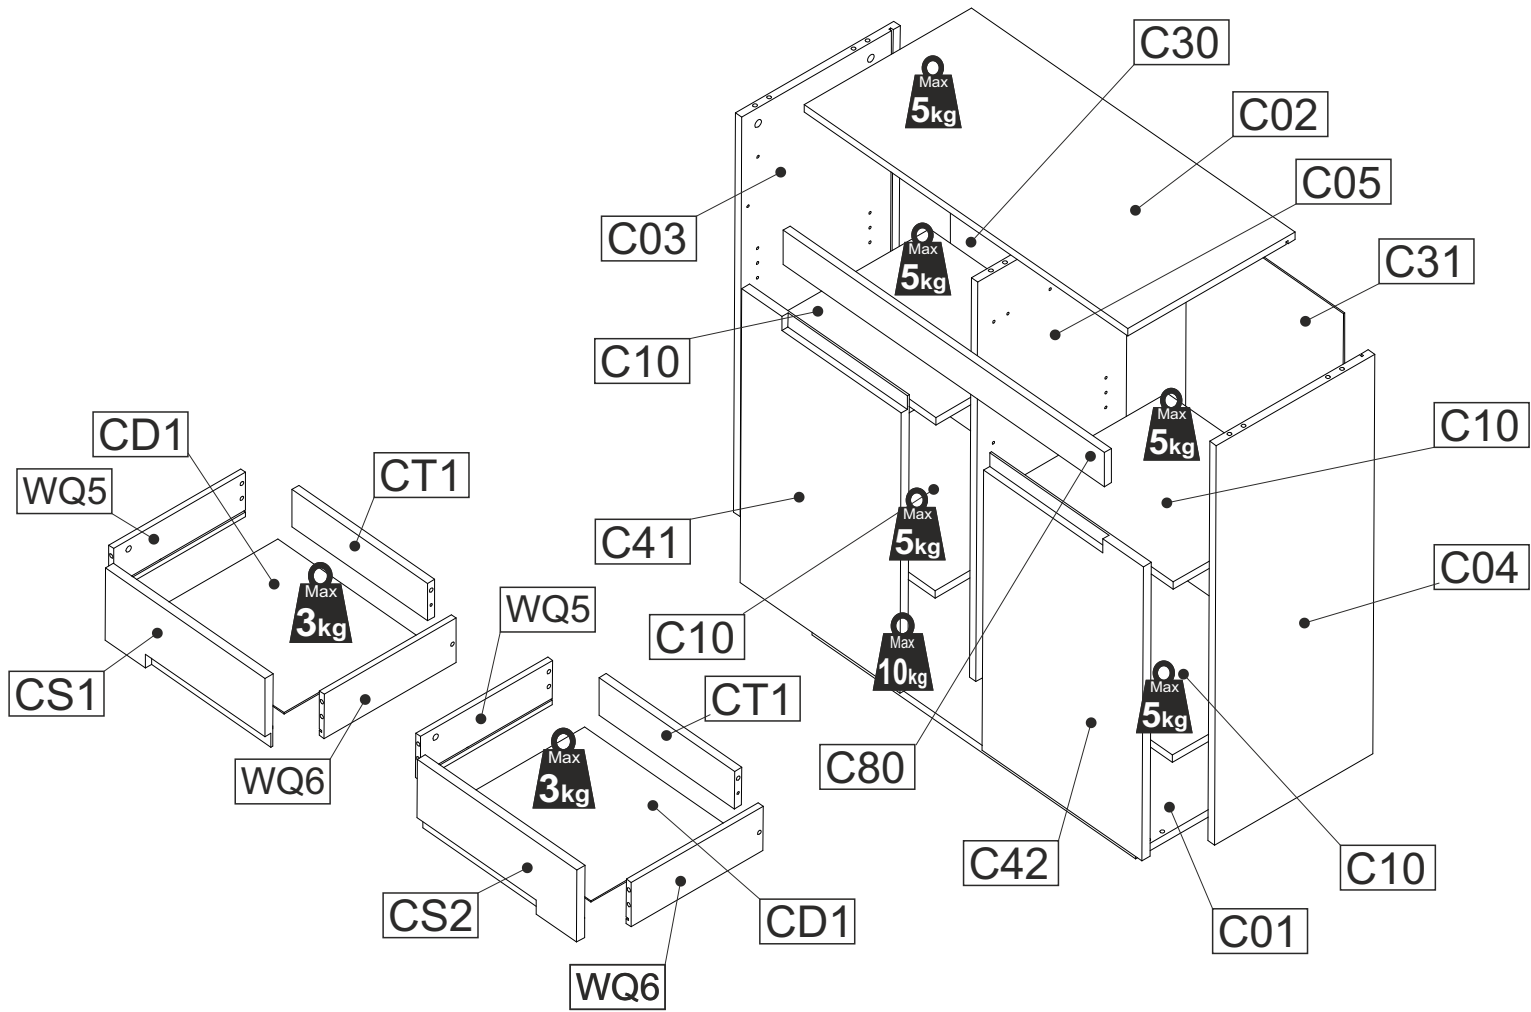 C30
Max
5kg
C02
C05
C03
Max
5kg
C31
C10
Max
5kg
C10
CD1
WQ5
CT1
C41
Max
5kg
C04
Max
3kg
WQ5
C10
Max
10kg
CS1
CT1
Max
5kg
WQ6
Max
3kg
C80
C42
C10
CS2
CD1
C01
WQ6